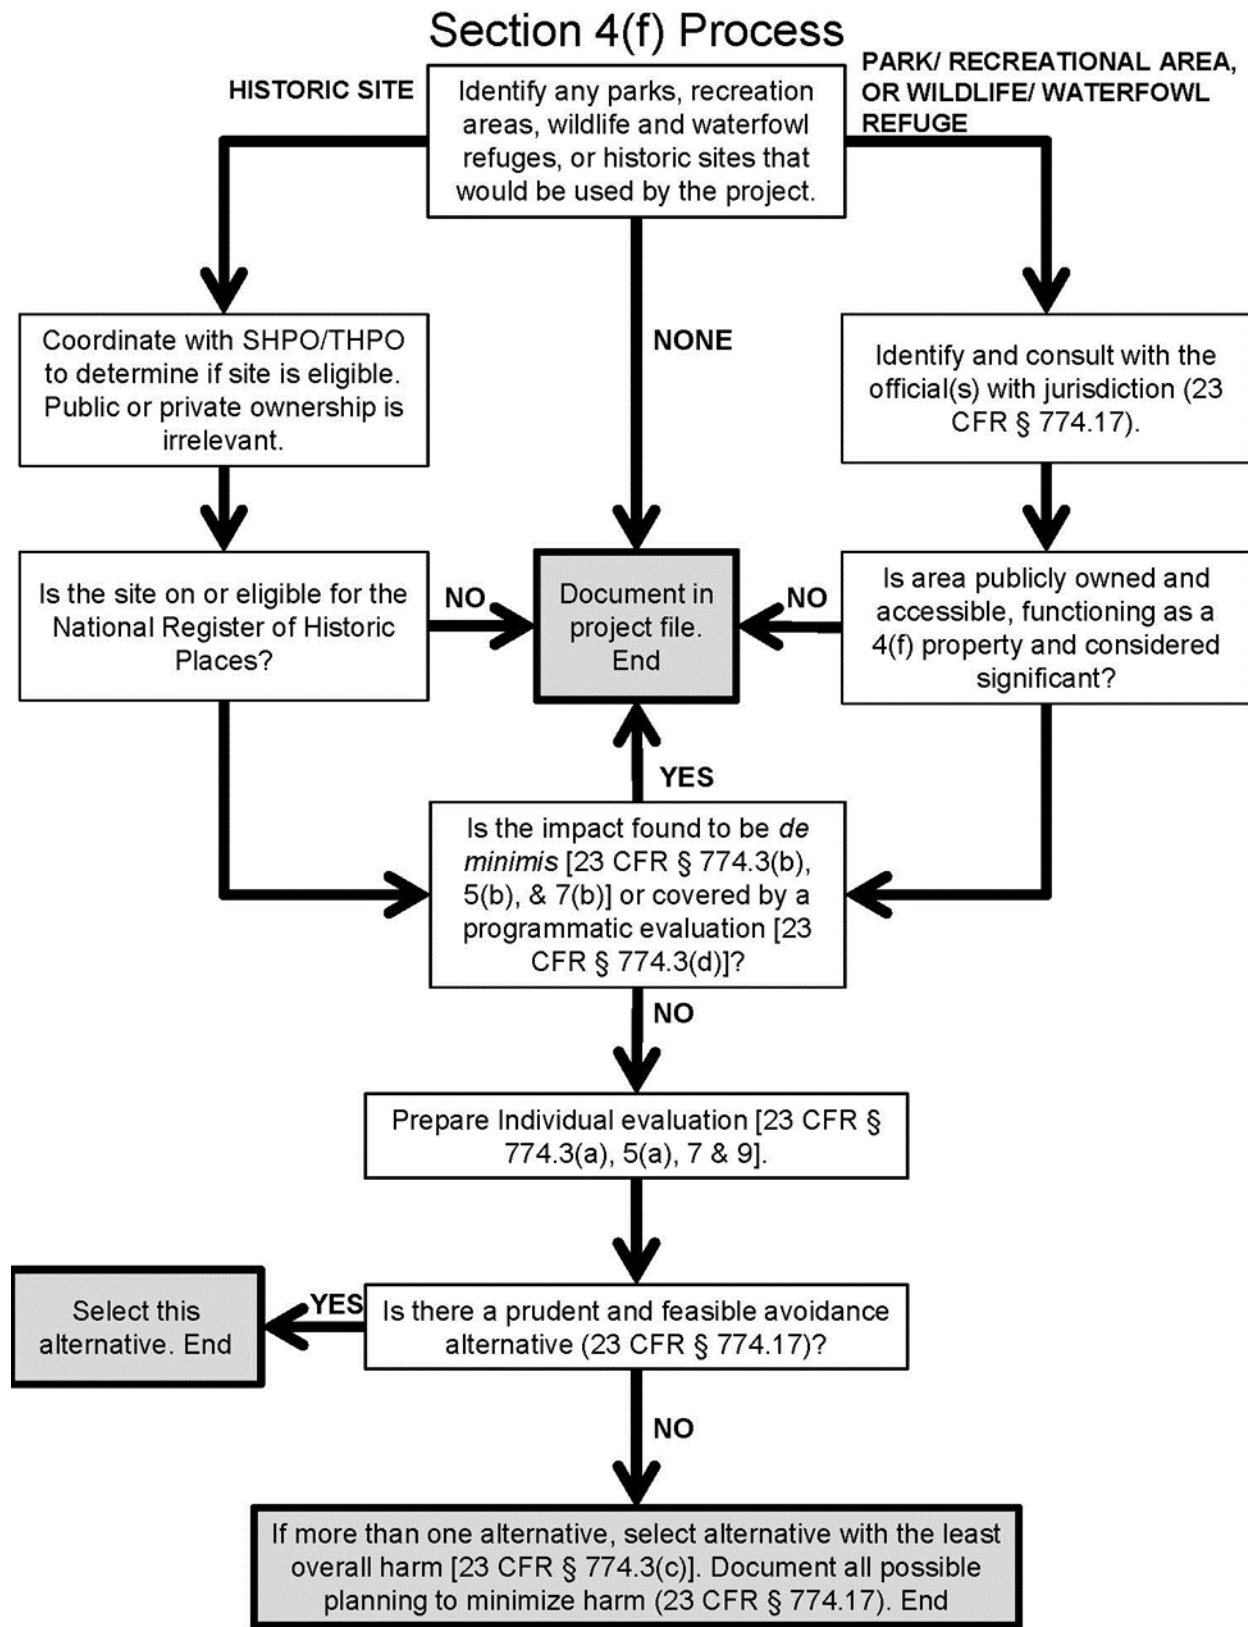 Section 4(f) Process
HISTORIC SITE
Identify any parks, recreation
areas, wildlife and waterfowl
refuges, or historic sites that
would be used by the project.
PARK/ RECREATIONAL AREA,
OR WILDLIFE/ WATERFOWL
REFUGE
Coordinate with SHPO/THPO
to determine if site is eligible.
Public or private ownership is
irrelevant.
NONE
Identify and consult with the
official(s) with jurisdiction (23
CFR § 774.17).
Is the site on or eligible for the
National Register of Historic
Places?
NO
Document in
project file.
End
NO
Is area publicly owned and
accessible, functioning as a
4(f) property and considered
significant?
YES
Is the impact found to be de
minimis [23 CFR § 774.3(b),
5(b), & 7(b)] or covered by a
programmatic evaluation [23
CFR § 774.3(d)]?
NO
Prepare Individual evaluation [23 CFR §
774.3(a), 5(a), 7 & 9].
Select this
alternative. End
YES
Is there a prudent and feasible avoidance
alternative (23 CFR § 774.17)?
NO
If more than one alternative, select alternative with the least
overall harm [23 CFR § 774.3(c)]. Document all possible
planning to minimize harm (23 CFR § 774.17). End